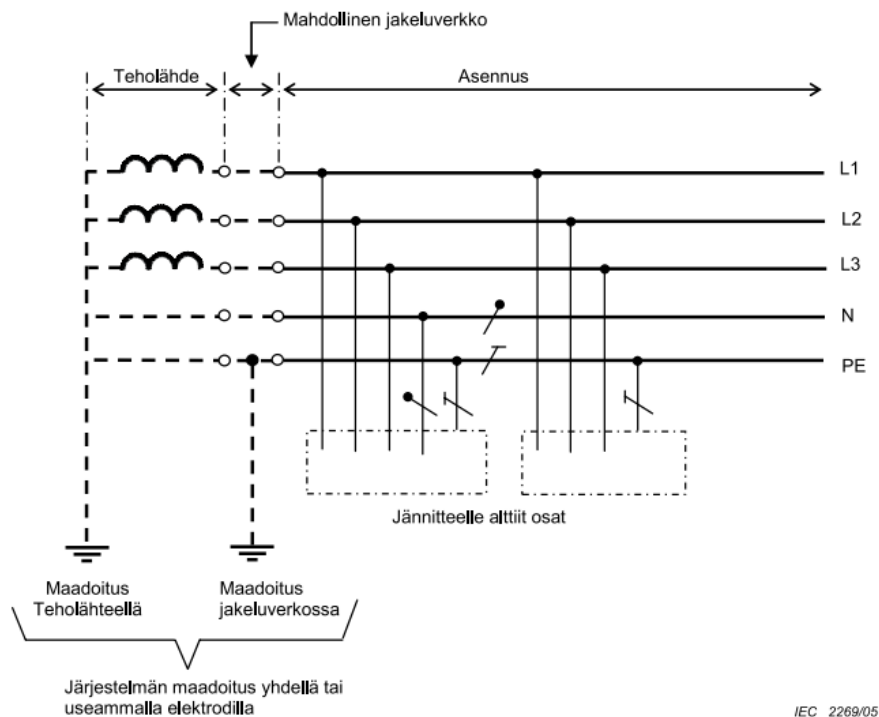 Mahdollinen jakeluverkko
Teholähde
Asennus
L1
L2
L3
N
PE
Jännitteelle alttiit osat
Maadoitus
Teholähteellä
Maadoitus
jakeluverkossa
Järjestelmän maadoitus yhdellä tai
useammalla elektrodilla
IEC 2269/05